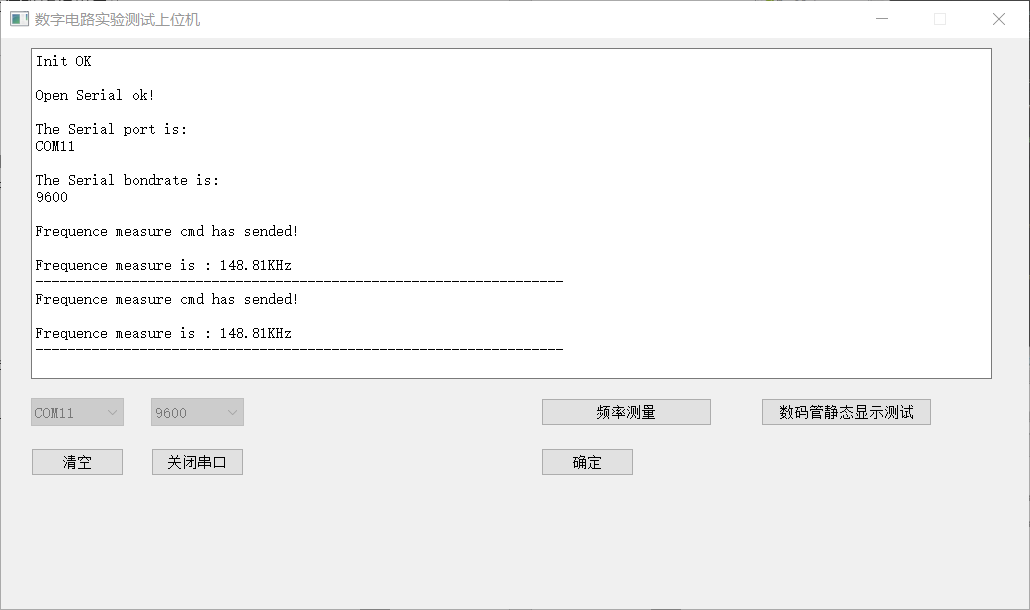 数字电路实验测试上位机
Init OK
Open Serial ok!
The Serial port is:
COM11
The Serial bondrate is:
9600
Frequence measure cmd has sended!
Frequence measure is : 148.81KHz
------------------------------------------------------------------
Frequence measure cmd has sended!
Frequence measure is : 148.81KHz
------------------------------------------------------------------
COM11
9600
频率测量
数码管静态显示测试
清空
关闭串口
确定